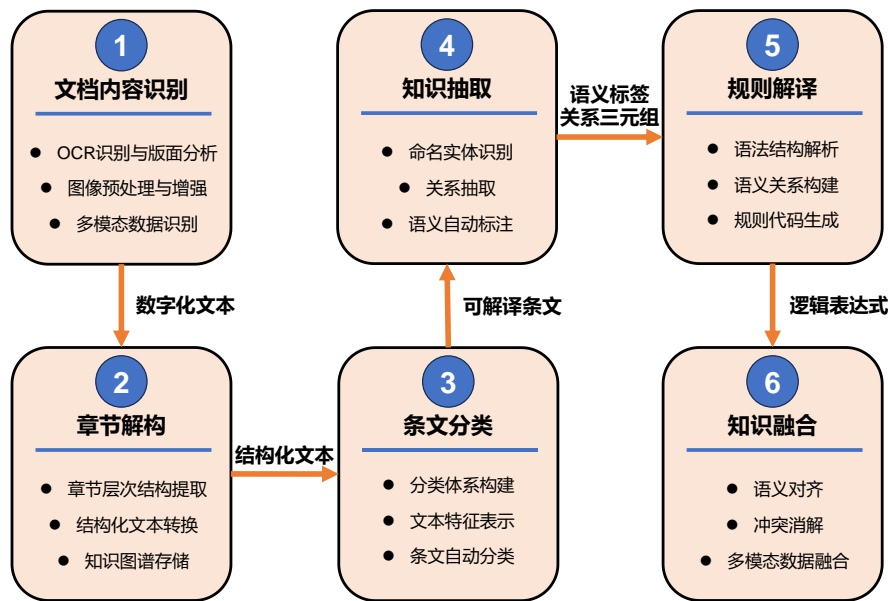 1
文档内容识别
● OCR识别与版面分析
● 图像预处理与增强
● 多模态数据识别
数字化文本
2
章节解构
● 章节层次结构提取
● 结构化文本转换
● 知识图谱存储
结构化文本
3
条文分类
● 分类体系构建
● 文本特征表示
● 条文自动分类
可解译条文
4
知识抽取
● 命名实体识别
● 关系抽取
● 语义自动标注
语义标签
关系三元组
5
规则解译
● 语法结构解析
● 语义关系构建
● 规则代码生成
逻辑表达式
6
知识融合
● 语义对齐
● 冲突消解
● 多模态数据融合